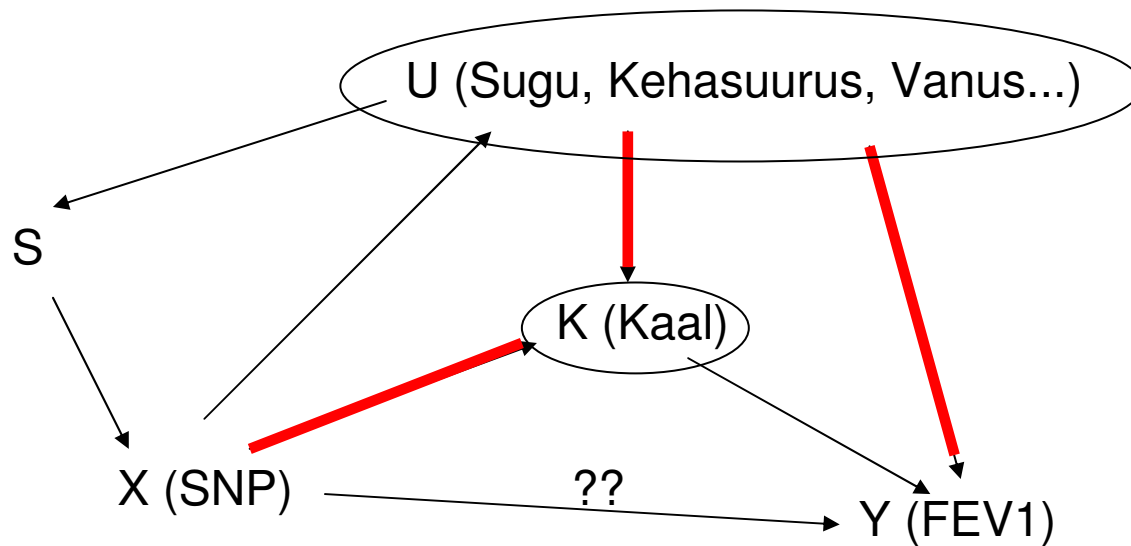 U (Sugu, Kehasuurus, Vanus...)
S
K (Kaal)
X (SNP)
??
Y (FEV1)